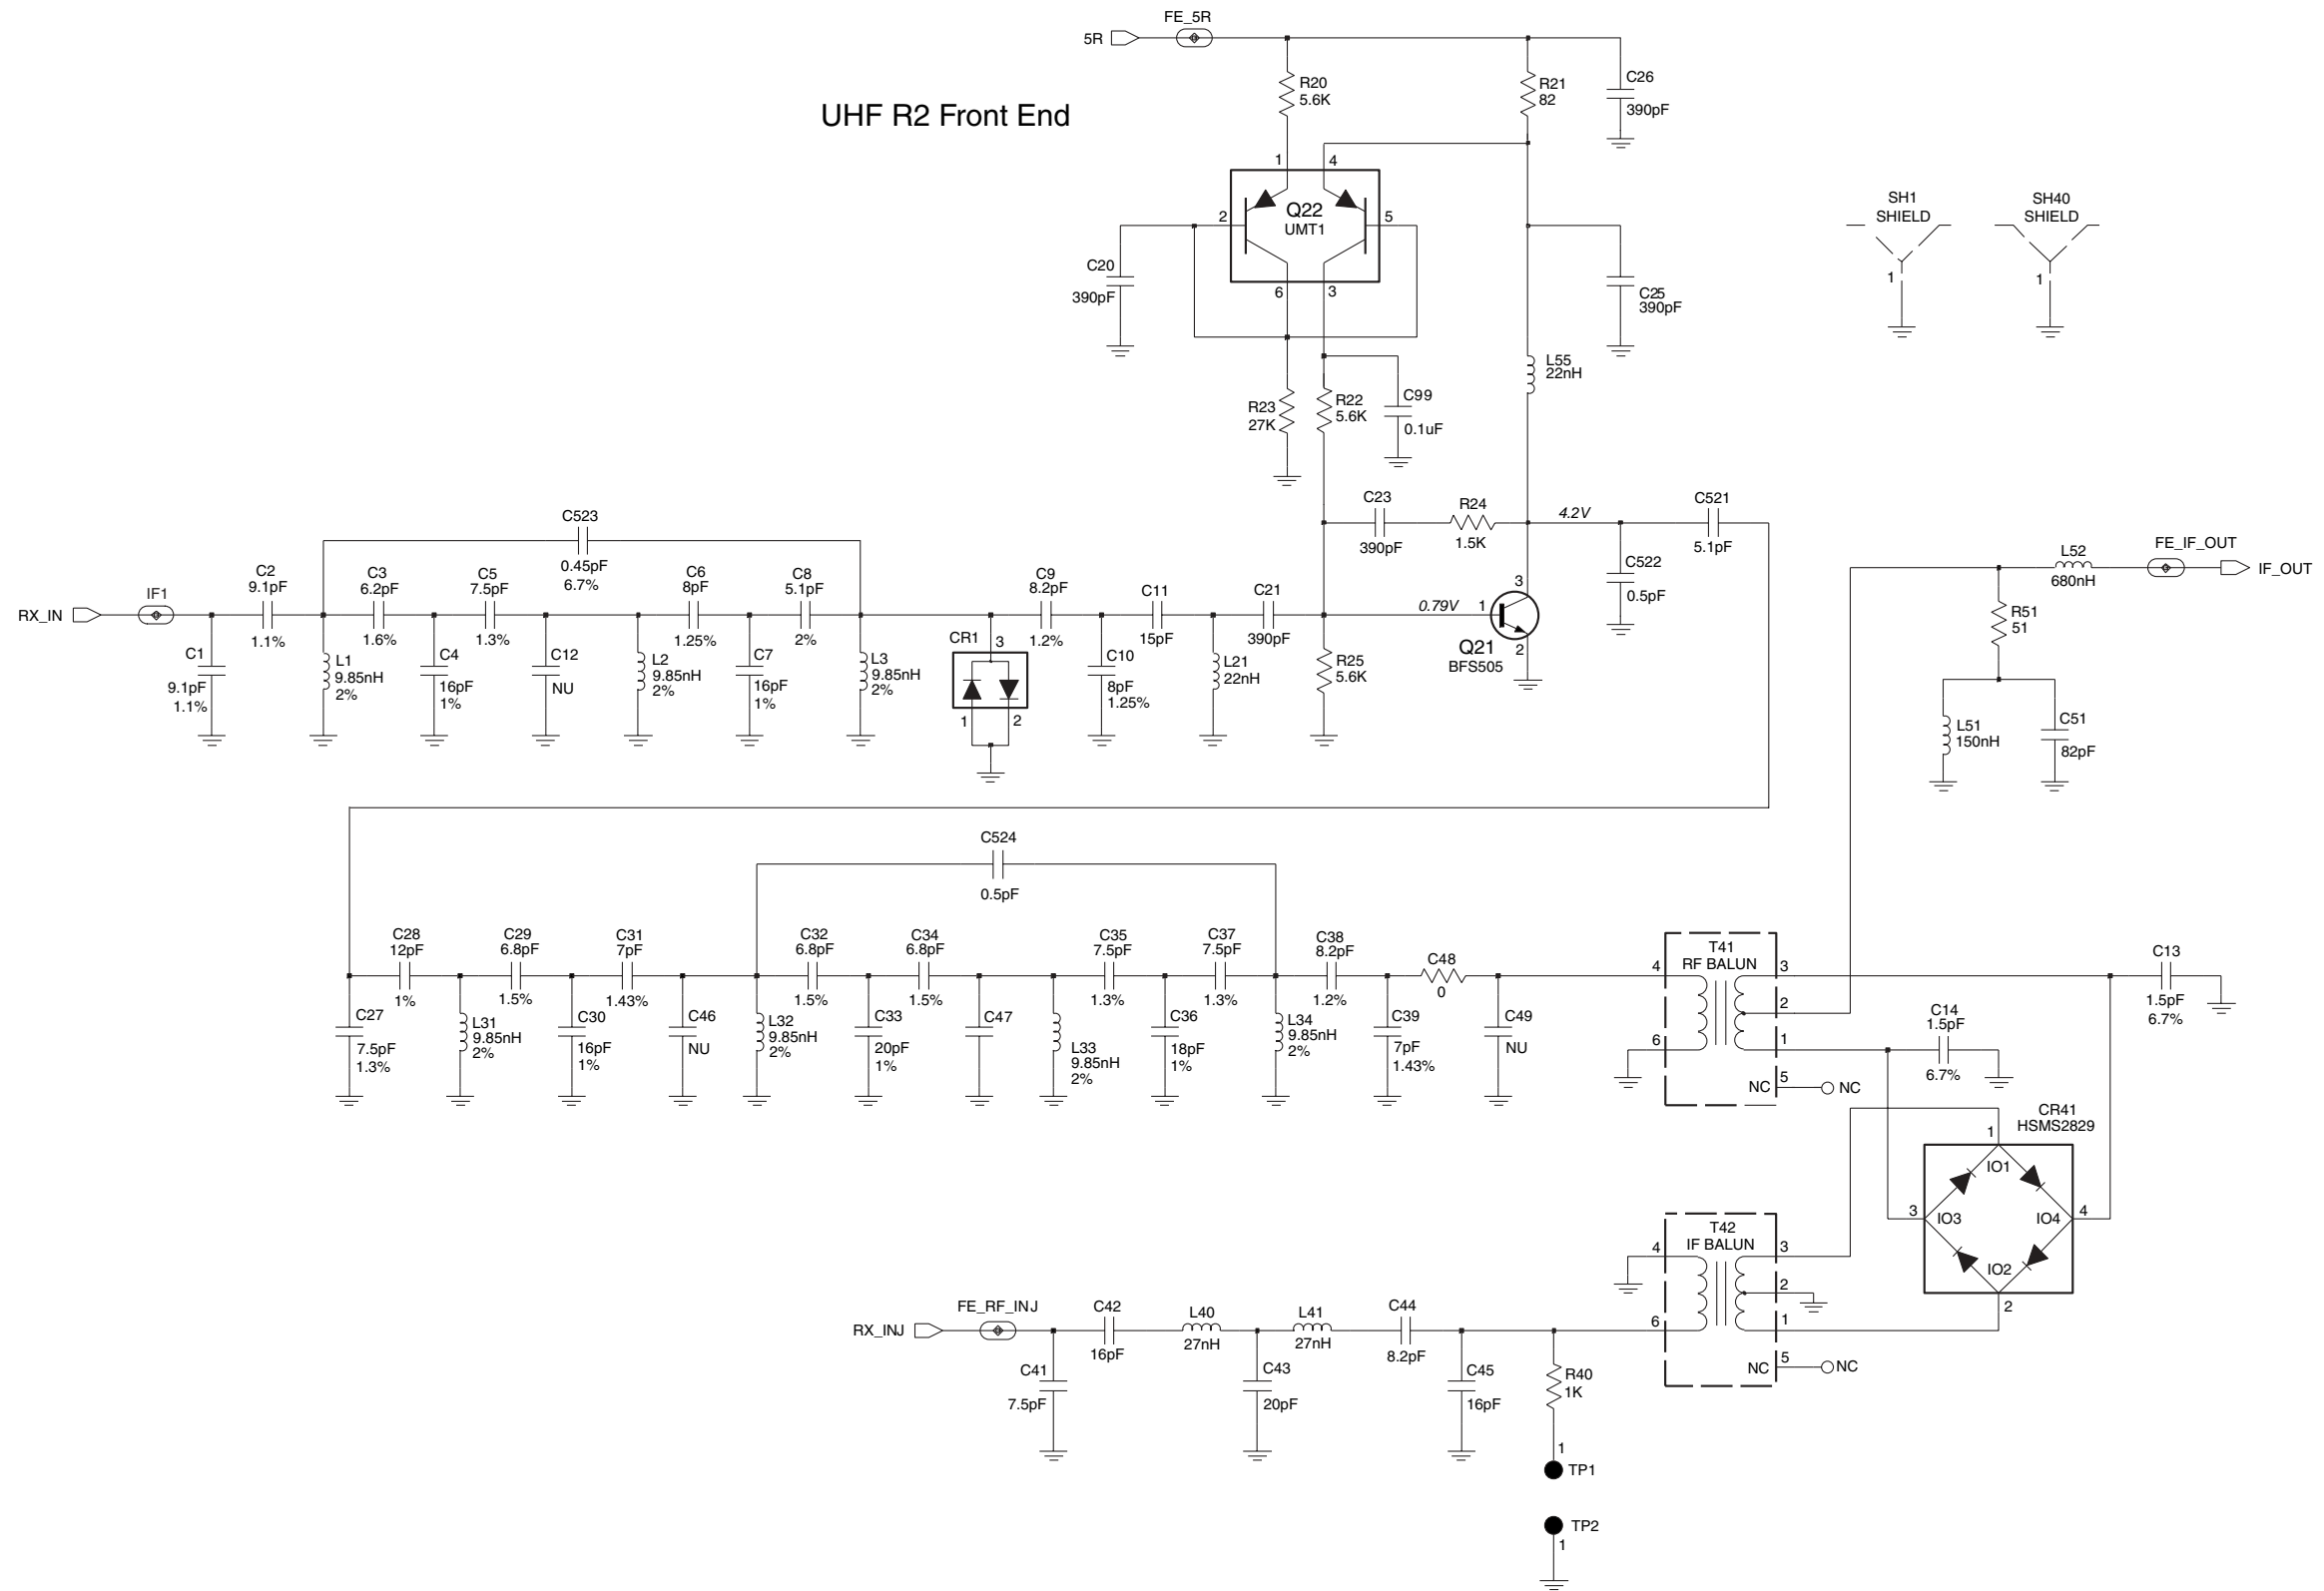 FE_5R
5R
UHF R2 Front End
R20
5.6K
R21
82
C26
390pF
1
4
Q22
UMT1
2
5
6
3
C20
390pF
C25
390pF
SH1
SHIELD
1
SH40
SHIELD
1
L55
22nH
R23
27K
R22
5.6K
C99
0.1uF
C23
390pF
R24
1.5K
4.2V
C521
5.1pF
C522
0.5pF
C523
0.45pF
6.7%
RX_IN
IF1
C2
9.1pF
1.1%
C3
6.2pF
1.6%
C5
7.5pF
1.3%
C6
8pF
1.25%
C8
5.1pF
2%
C9
8.2pF
1.2%
C11
15pF
C21
390pF
0.79V
1
3
2
Q21
BFS505
C1
9.1pF
1.1%
L1
9.85nH
2%
C4
16pF
1%
C12
NU
L2
9.85nH
2%
C7
16pF
1%
L3
9.85nH
2%
CR1
3
1
2
C10
8pF
1.25%
L21
22nH
R25
5.6K
L52
680nH
FE_IF_OUT
IF_OUT
R51
51
L51
150nH
C51
82pF
C524
0.5pF
C28
12pF
1%
C29
6.8pF
1.5%
C31
7pF
1.43%
C32
6.8pF
1.5%
C34
6.8pF
1.5%
C35
7.5pF
1.3%
C37
7.5pF
1.3%
C38
8.2pF
1.2%
C48
0
C27
7.5pF
1.3%
L31
9.85nH
2%
C30
16pF
1%
C46
NU
L32
9.85nH
2%
C33
20pF
1%
C47
L33
9.85nH
2%
C36
18pF
1%
L34
9.85nH
2%
C39
7pF
1.43%
C49
NU
T41
RF BALUN
4
6
3
2
1
5
NC
NC
C13
1.5pF
6.7%
C14
1.5pF
6.7%
CR41
HSMS2829
1
IO1
3
IO3
IO4
4
IO2
2
T42
IF BALUN
4
6
3
2
1
5
NC
NC
RX_INJ
FE_RF_INJ
C42
16pF
L40
27nH
L41
27nH
C44
8.2pF
C41
7.5pF
C43
20pF
C45
16pF
R40
1K
1
TP1
TP2
1